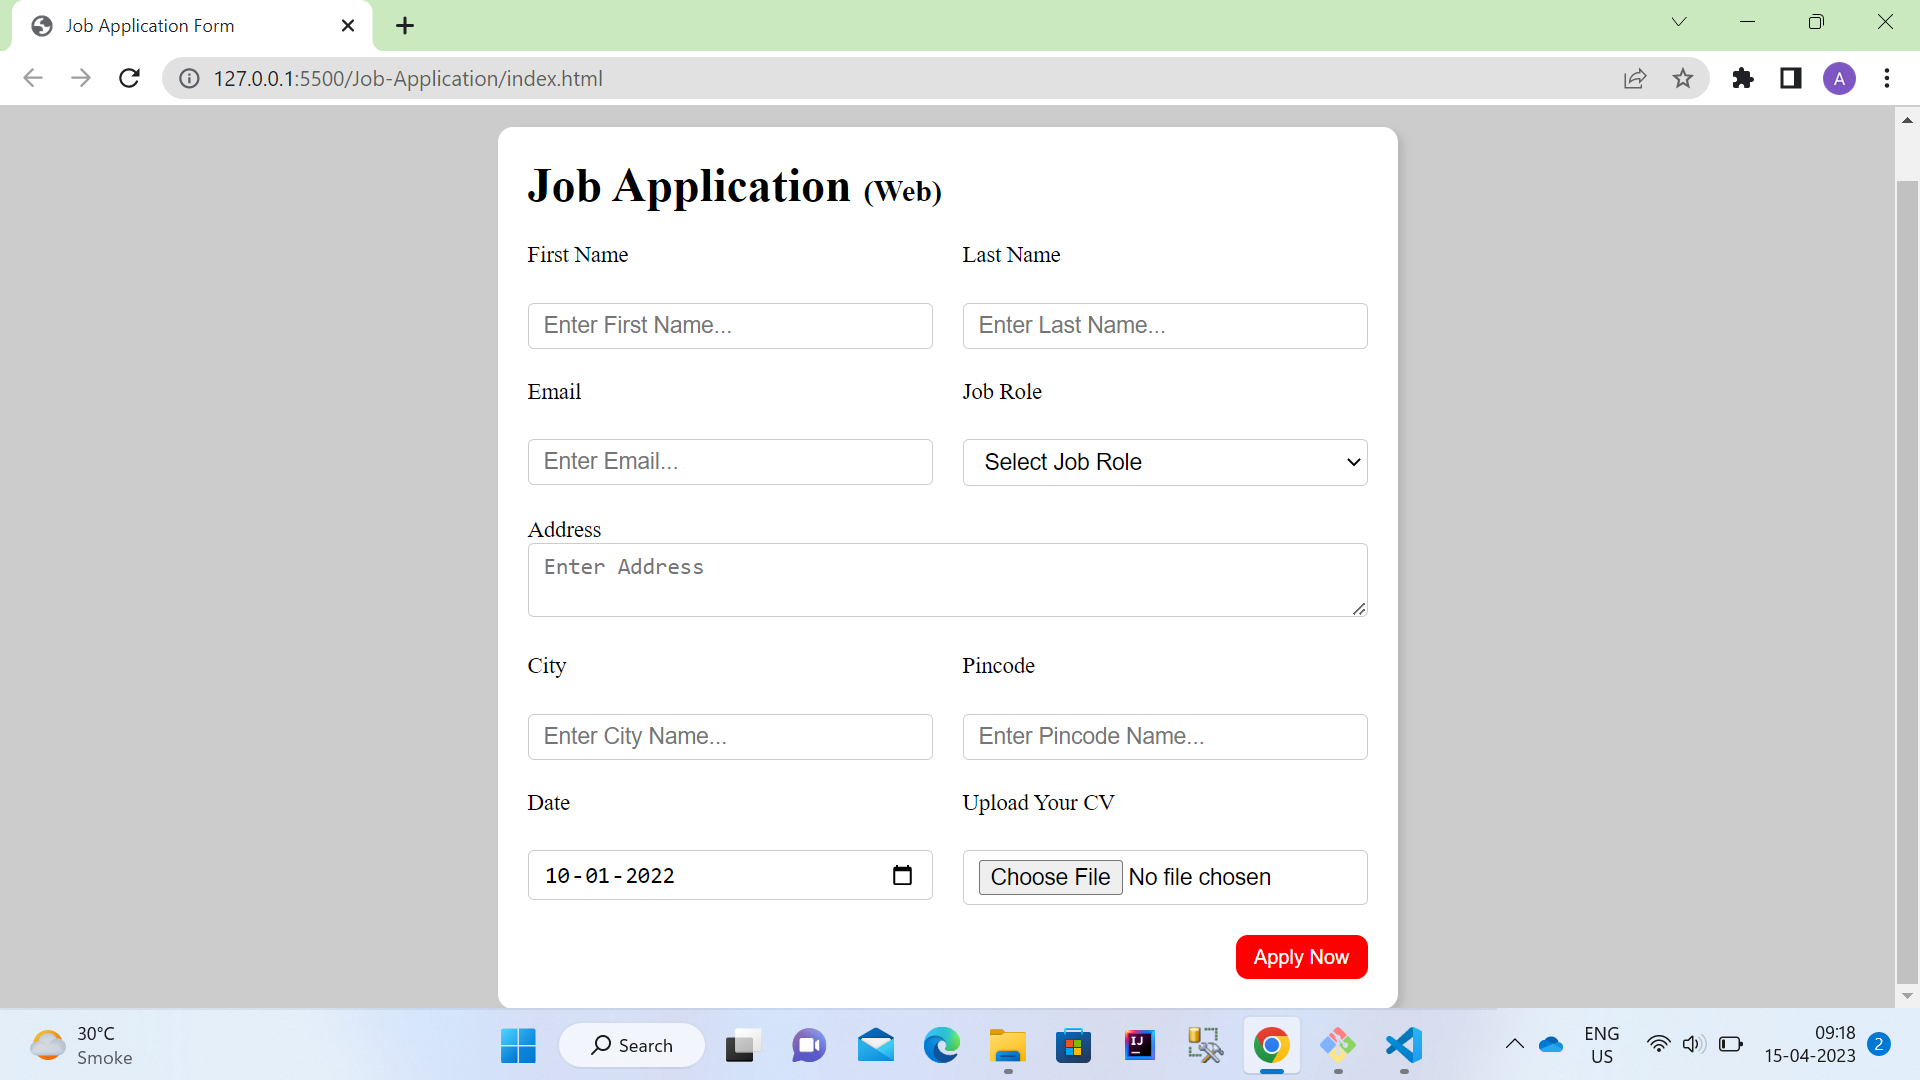 Job Application Form
127.0.0.1:5500/Job-Application/index.html
A
Job Application (Web)
First Name
Last Name
Enter First Name...
Enter Last Name...
Email
Job Role
Enter Email...
Select Job Role
Address
Enter Address
City
Pincode
Enter City Name...
Enter Pincode Name...
Date
Upload Your CV
10-01-2022
Choose File No file chosen
Apply Now
30°C
Smoke
Search
IJ
ENG
US
09:18
15-04-2023
2